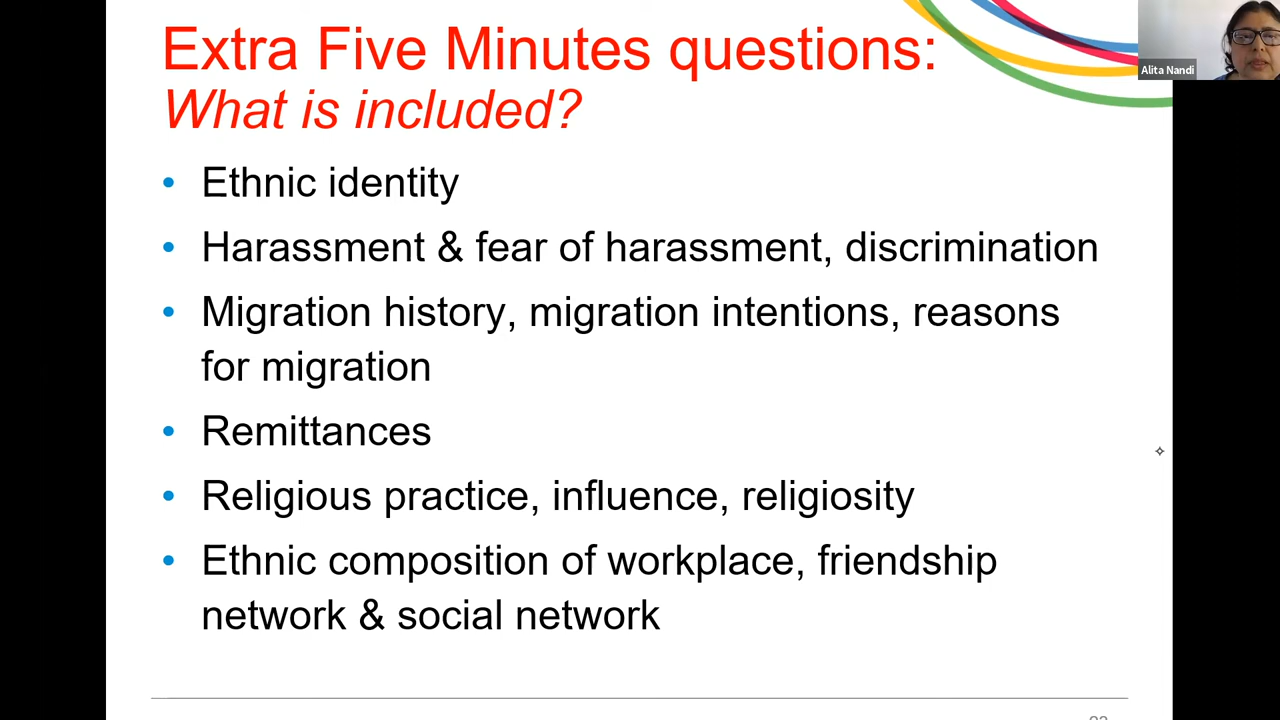 Extra Five Minutes questions:
What is included?
Alita Nandi
• Ethnic identity
• Harassment & fear of harassment, discrimination
• Migration history, migration intentions, reasons
for migration
• Remittances
• Religious practice, influence, religiosity
• Ethnic composition of workplace, friendship
network & social network